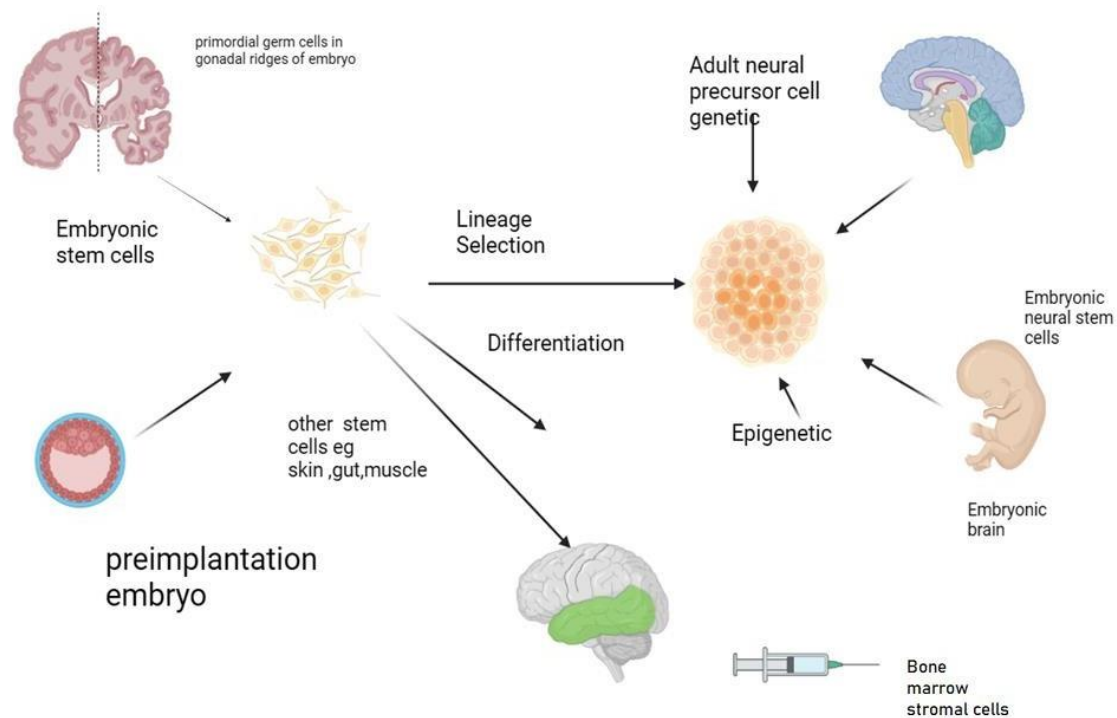 primordial germ cells in
gonadal ridges of embryo
Adult neural
precursor cell
genetic
Embryonic
stem cells
Lineage
Selection
Differentiation
Embryonic
neural stem
cells
other stem
cells eg
skin ,gut,muscle
Epigenetic
Embryonic
brain
preimplantation
embryo
Bone
marrow
stromal cells